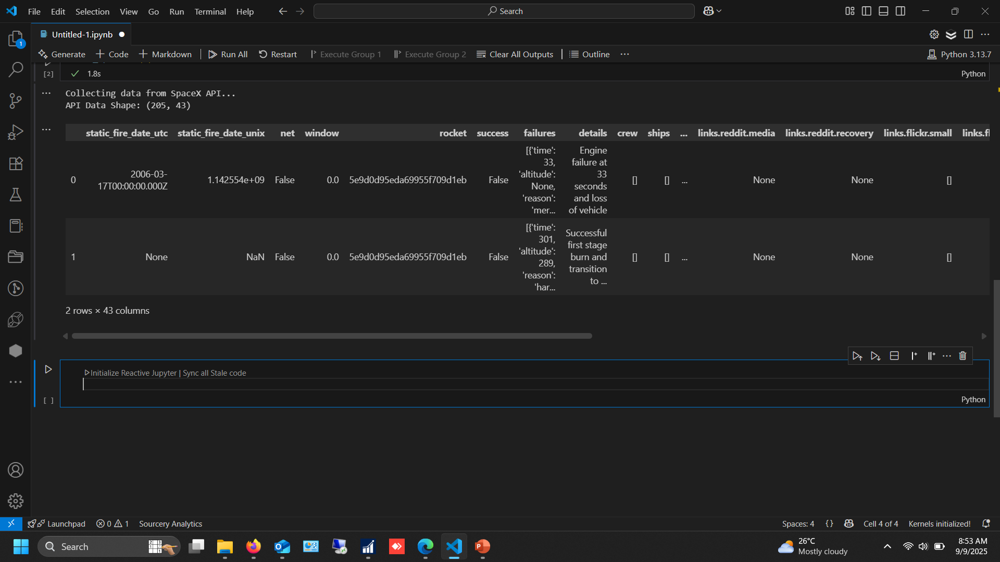 File Edit Selection View Go Run Terminal Help
Search
1
Untitled-1.ipynb
Generate Code Markdown Run All Restart Execute Group 1 Execute Group 2 Clear All Outputs Outline ...
Python 3.13.7
[2] 1.8s Python
Collecting data from SpaceX API...
API Data Shape: (205, 43)
static_fire_date_utc static_fire_date_unix net window rocket success failures details crew ships ... links.reddit.media links.reddit.recovery links.flickr.small links.fl
0 2006-03-17T00:00:00.000Z 1.142554e+09 False 0.0 5e9d0d95eda69955f709d1eb False [{'time': 33, 'altitude': None, 'reason': 'mer... Engine failure at 33 seconds and loss of vehicle [] [] ... None None []
1 None NaN False 0.0 5e9d0d95eda69955f709d1eb False [{'time': 301, 'altitude': 289, 'reason': 'har... Successful first stage burn and transition to ... [] [] ... None None []
2 rows × 43 columns
Initialize Reactive Jupyter | Sync all Stale code
[ ] Python
Launchpad 0 1 Sourcery Analytics Spaces: 4 {} Cell 4 of 4 Kernels initialized!
Search
26°C
Mostly cloudy
8:53 AM
9/9/2025